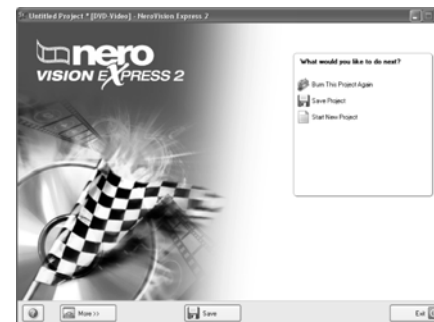 Untitled Project * [DVD-Video] - NeroVision Express 2
nero
VISION EXPRESS 2
What would you like to do next?
Burn This Project Again
Save Project
Start New Project
More >>
Save
Exit